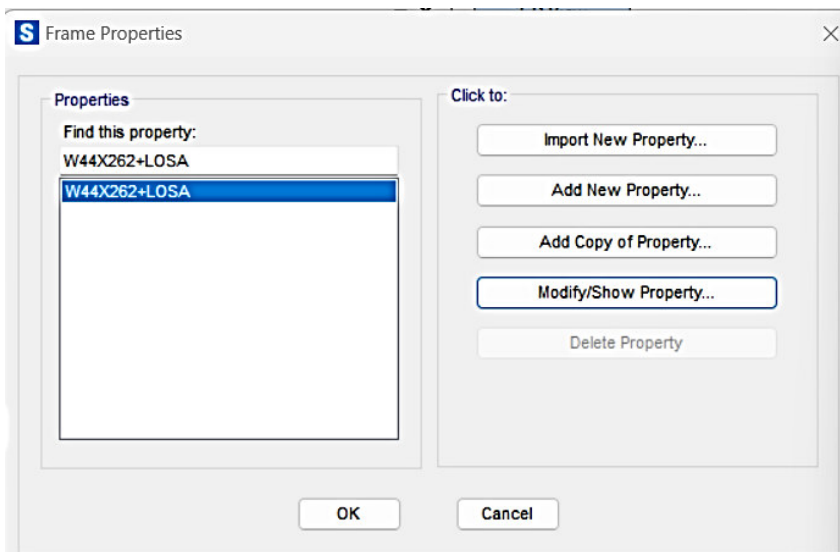 S Frame Properties
Properties
Find this property:
W44X262+LOSA
W44X262+LOSA
Click to:
Import New Property...
Add New Property...
Add Copy of Property...
Modify/Show Property...
Delete Property
OK
Cancel